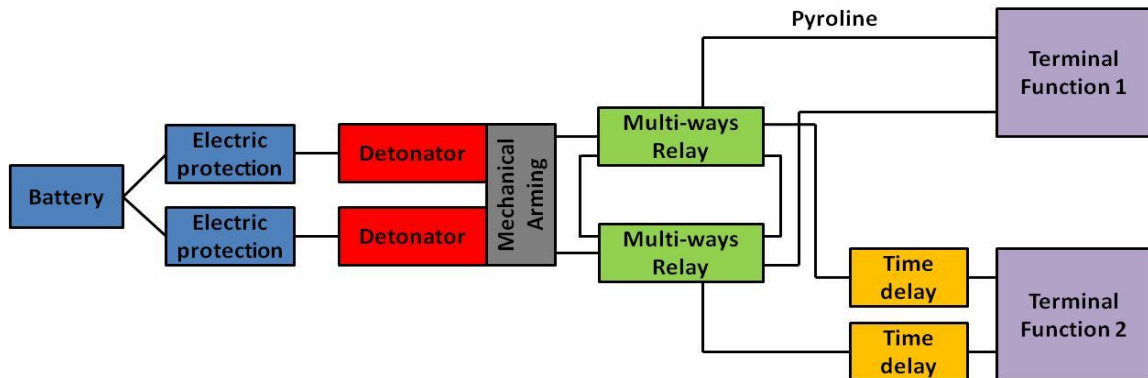 Pyroline
Terminal
Function 1
Multi-ways
Relay
Electric
protection
Detonator
Mechanical
Arming
Battery
Electric
protection
Detonator
Multi-ways
Relay
Time
delay
Terminal
Function 2
Time
delay